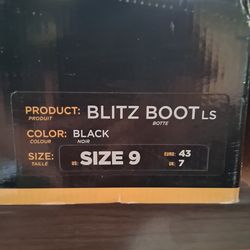 PRODUCT: BLITZ BOOT LS
PRODUIT BOTTE
COLOR: BLACK
COLOUR NOIR
SIZE: US: SIZE 9 EURO: 43
TAILLE UK: 7